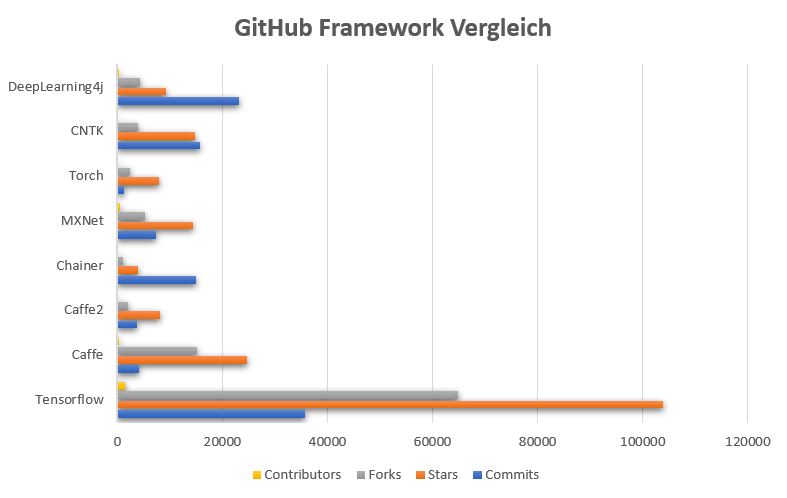 GitHub Framework Vergleich
DeepLearning4j
CNTK
Torch
MXNet
Chainer
Caffe2
Caffe
Tensorflow
0 20000 40000 60000 80000 100000 120000
Contributors Forks Stars Commits